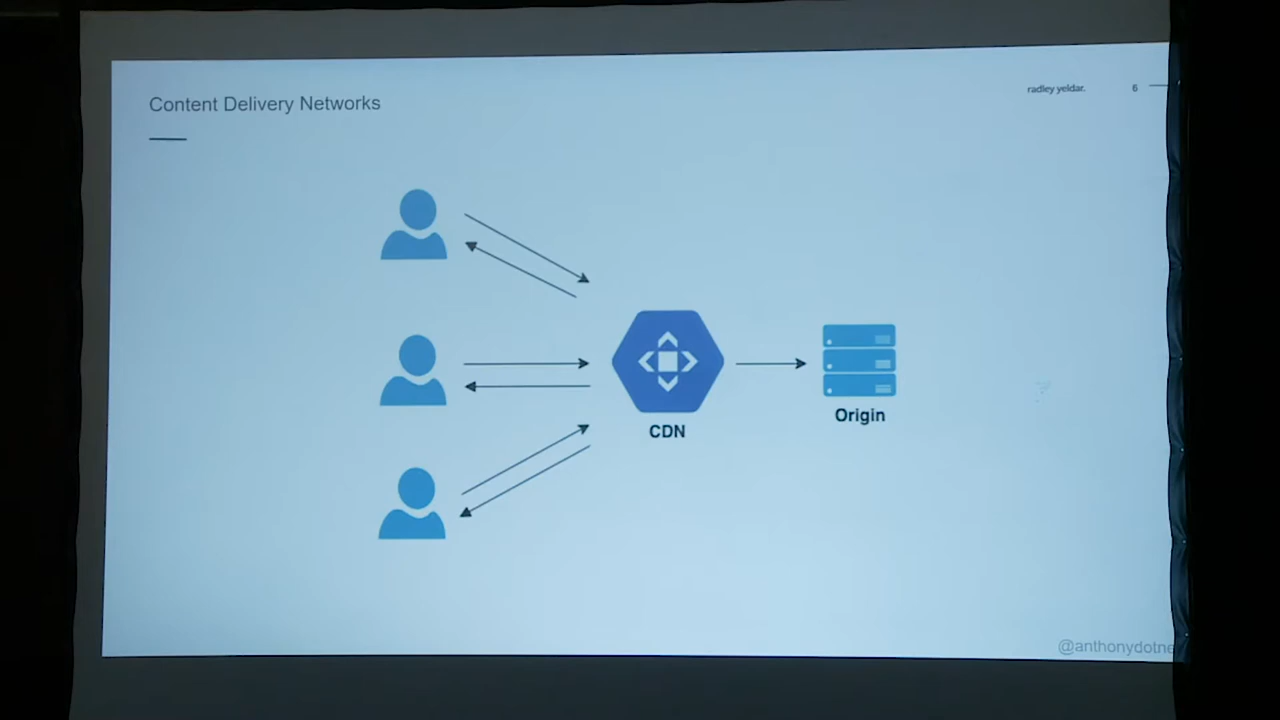 Content Delivery Networks
radley yeldar.
6
CDN
Origin
@anthonydotne